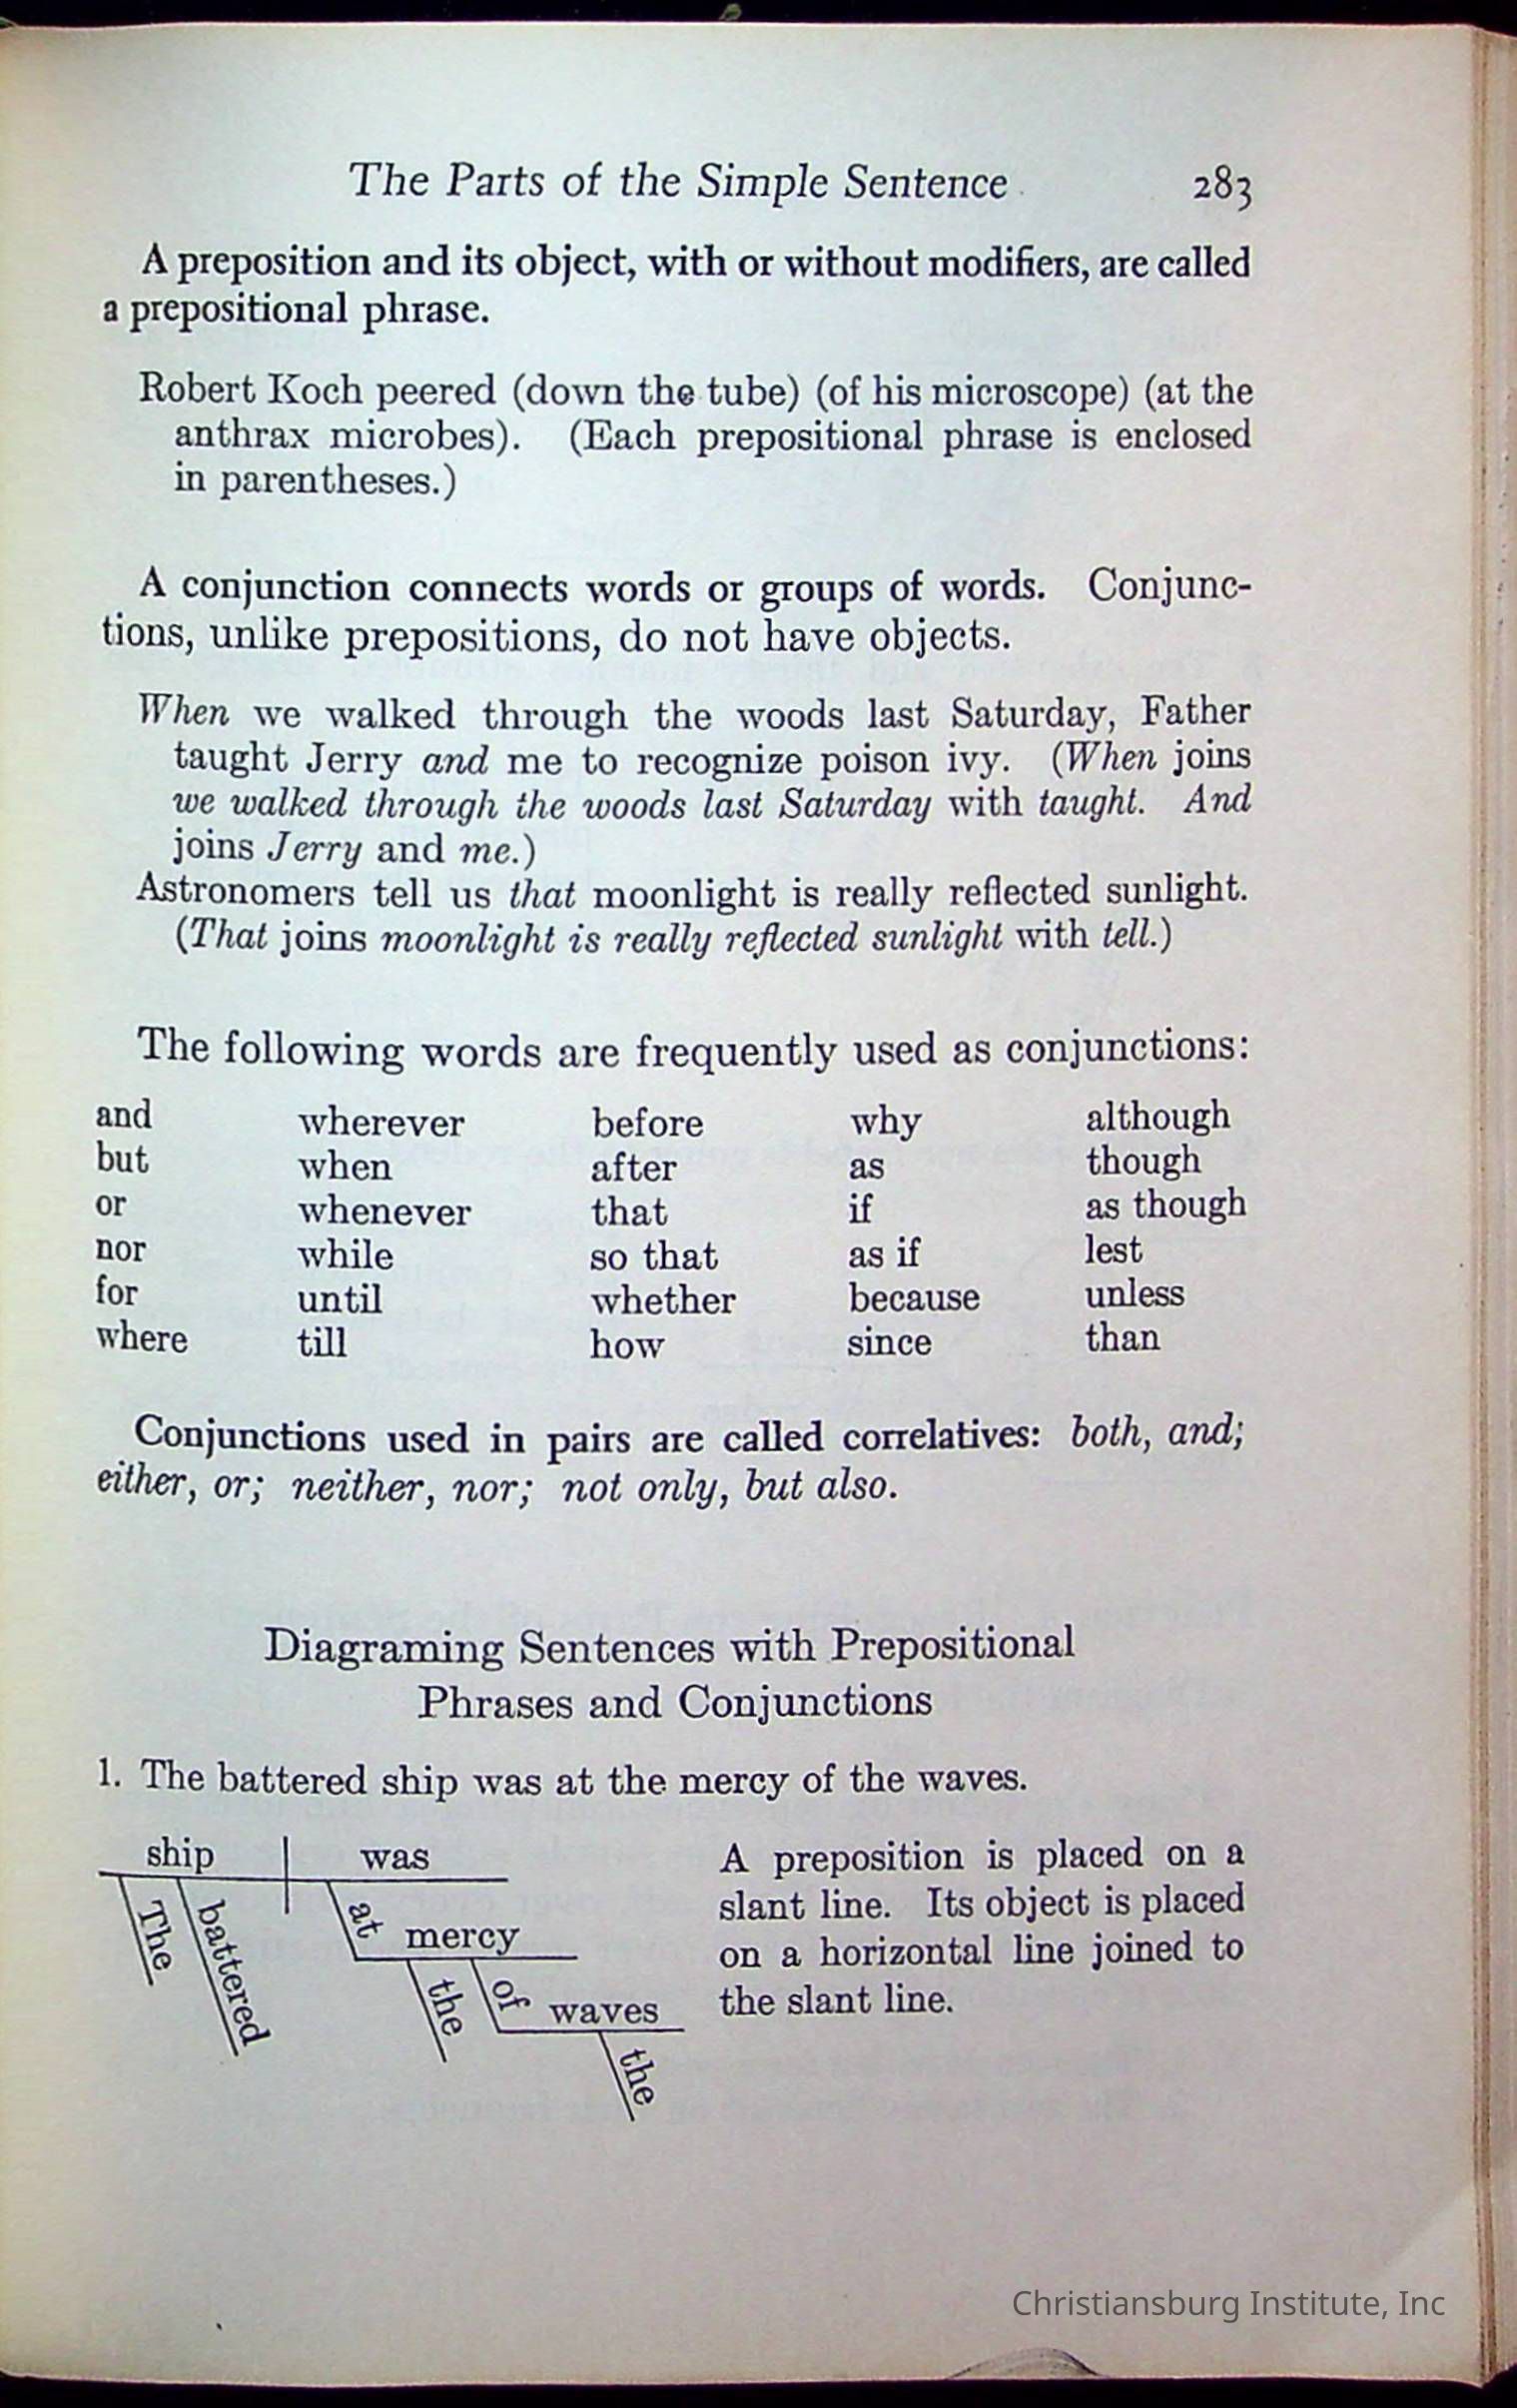 The Parts of the Simple Sentence 283
A preposition and its object, with or without modifiers, are called
a prepositional phrase.
Robert Koch peered (down the tube) (of his microscope) (at the
anthrax microbes). (Each prepositional phrase is enclosed
in parentheses.)
A conjunction connects words or groups of words. Conjunc-
tions, unlike prepositions, do not have objects.
When we walked through the woods last Saturday, Father
taught Jerry and me to recognize poison ivy. (When joins
we walked through the woods last Saturday with taught. And
joins Jerry and me.)
Astronomers tell us that moonlight is really reflected sunlight.
(That joins moonlight is really reflected sunlight with tell.)
The following words are frequently used as conjunctions:
and wherever before why although
but when after as though
or whenever that if as though
nor while so that as if lest
for until whether because unless
where till how since than
Conjunctions used in pairs are called correlatives: both, and;
either, or; neither, nor; not only, but also.
Diagraming Sentences with Prepositional
Phrases and Conjunctions
1. The battered ship was at the mercy of the waves.
ship was
The battered at mercy
the of waves
the
A preposition is placed on a
slant line. Its object is placed
on a horizontal line joined to
the slant line.
Christiansburg Institute, Inc